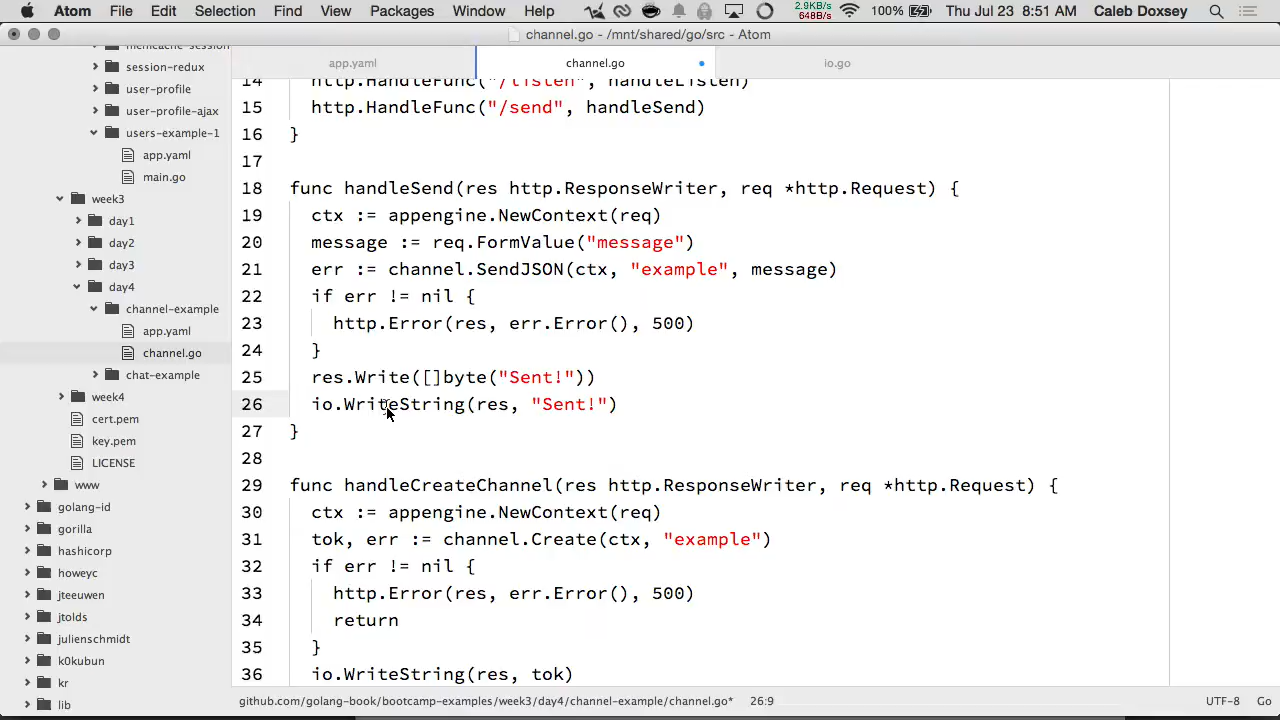 Atom File Edit Selection Find View Packages Window Help 2.9KB/s 648B/s 100% Thu Jul 23 8:51 AM Caleb Doxsey
channel.go - /mnt/shared/go/src - Atom
app.yaml channel.go io.go
memcache-session
session-redux
user-profile
user-profile-ajax
users-example-1
app.yaml
main.go
week3
day1
day2
day3
day4
channel-example
app.yaml
channel.go
chat-example
week4
cert.pem
key.pem
LICENSE
www
golang-id
gorilla
hashicorp
howeyc
jteeuwen
jtolds
julienschmidt
k0kubun
kr
lib
14 http.HandleFunc("/listen", handleListen)
15 http.HandleFunc("/send", handleSend)
16 }
17
18 func handleSend(res http.ResponseWriter, req *http.Request) {
19 ctx := appengine.NewContext(req)
20 message := req.FormValue("message")
21 err := channel.SendJSON(ctx, "example", message)
22 if err != nil {
23 http.Error(res, err.Error(), 500)
24 }
25 res.Write([]byte("Sent!"))
26 io.WriteString(res, "Sent!")
27 }
28
29 func handleCreateChannel(res http.ResponseWriter, req *http.Request) {
30 ctx := appengine.NewContext(req)
31 tok, err := channel.Create(ctx, "example")
32 if err != nil {
33 http.Error(res, err.Error(), 500)
34 return
35 }
36 io.WriteString(res, tok)
github.com/golang-book/bootcamp-examples/week3/day4/channel-example/channel.go* 26:9 UTF-8 Go